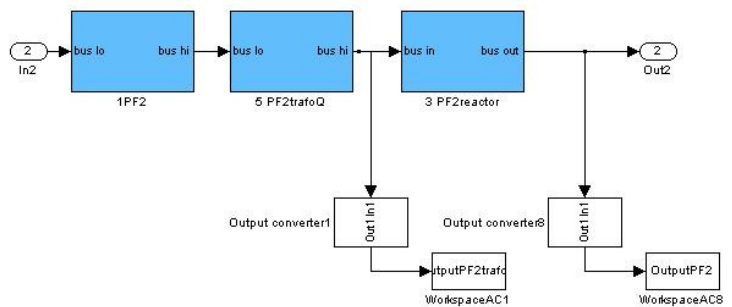 2
In2
bus lo
bus hi
1PF2
bus lo
bus hi
5 PF2trafoQ
bus in
bus out
3 PF2reactor
2
Out2
Output converter1
Out1 In1
Output converter8
Out1 In1
utputPF2trafo
WorkspaceAC1
OutputPF2
WorkspaceAC8